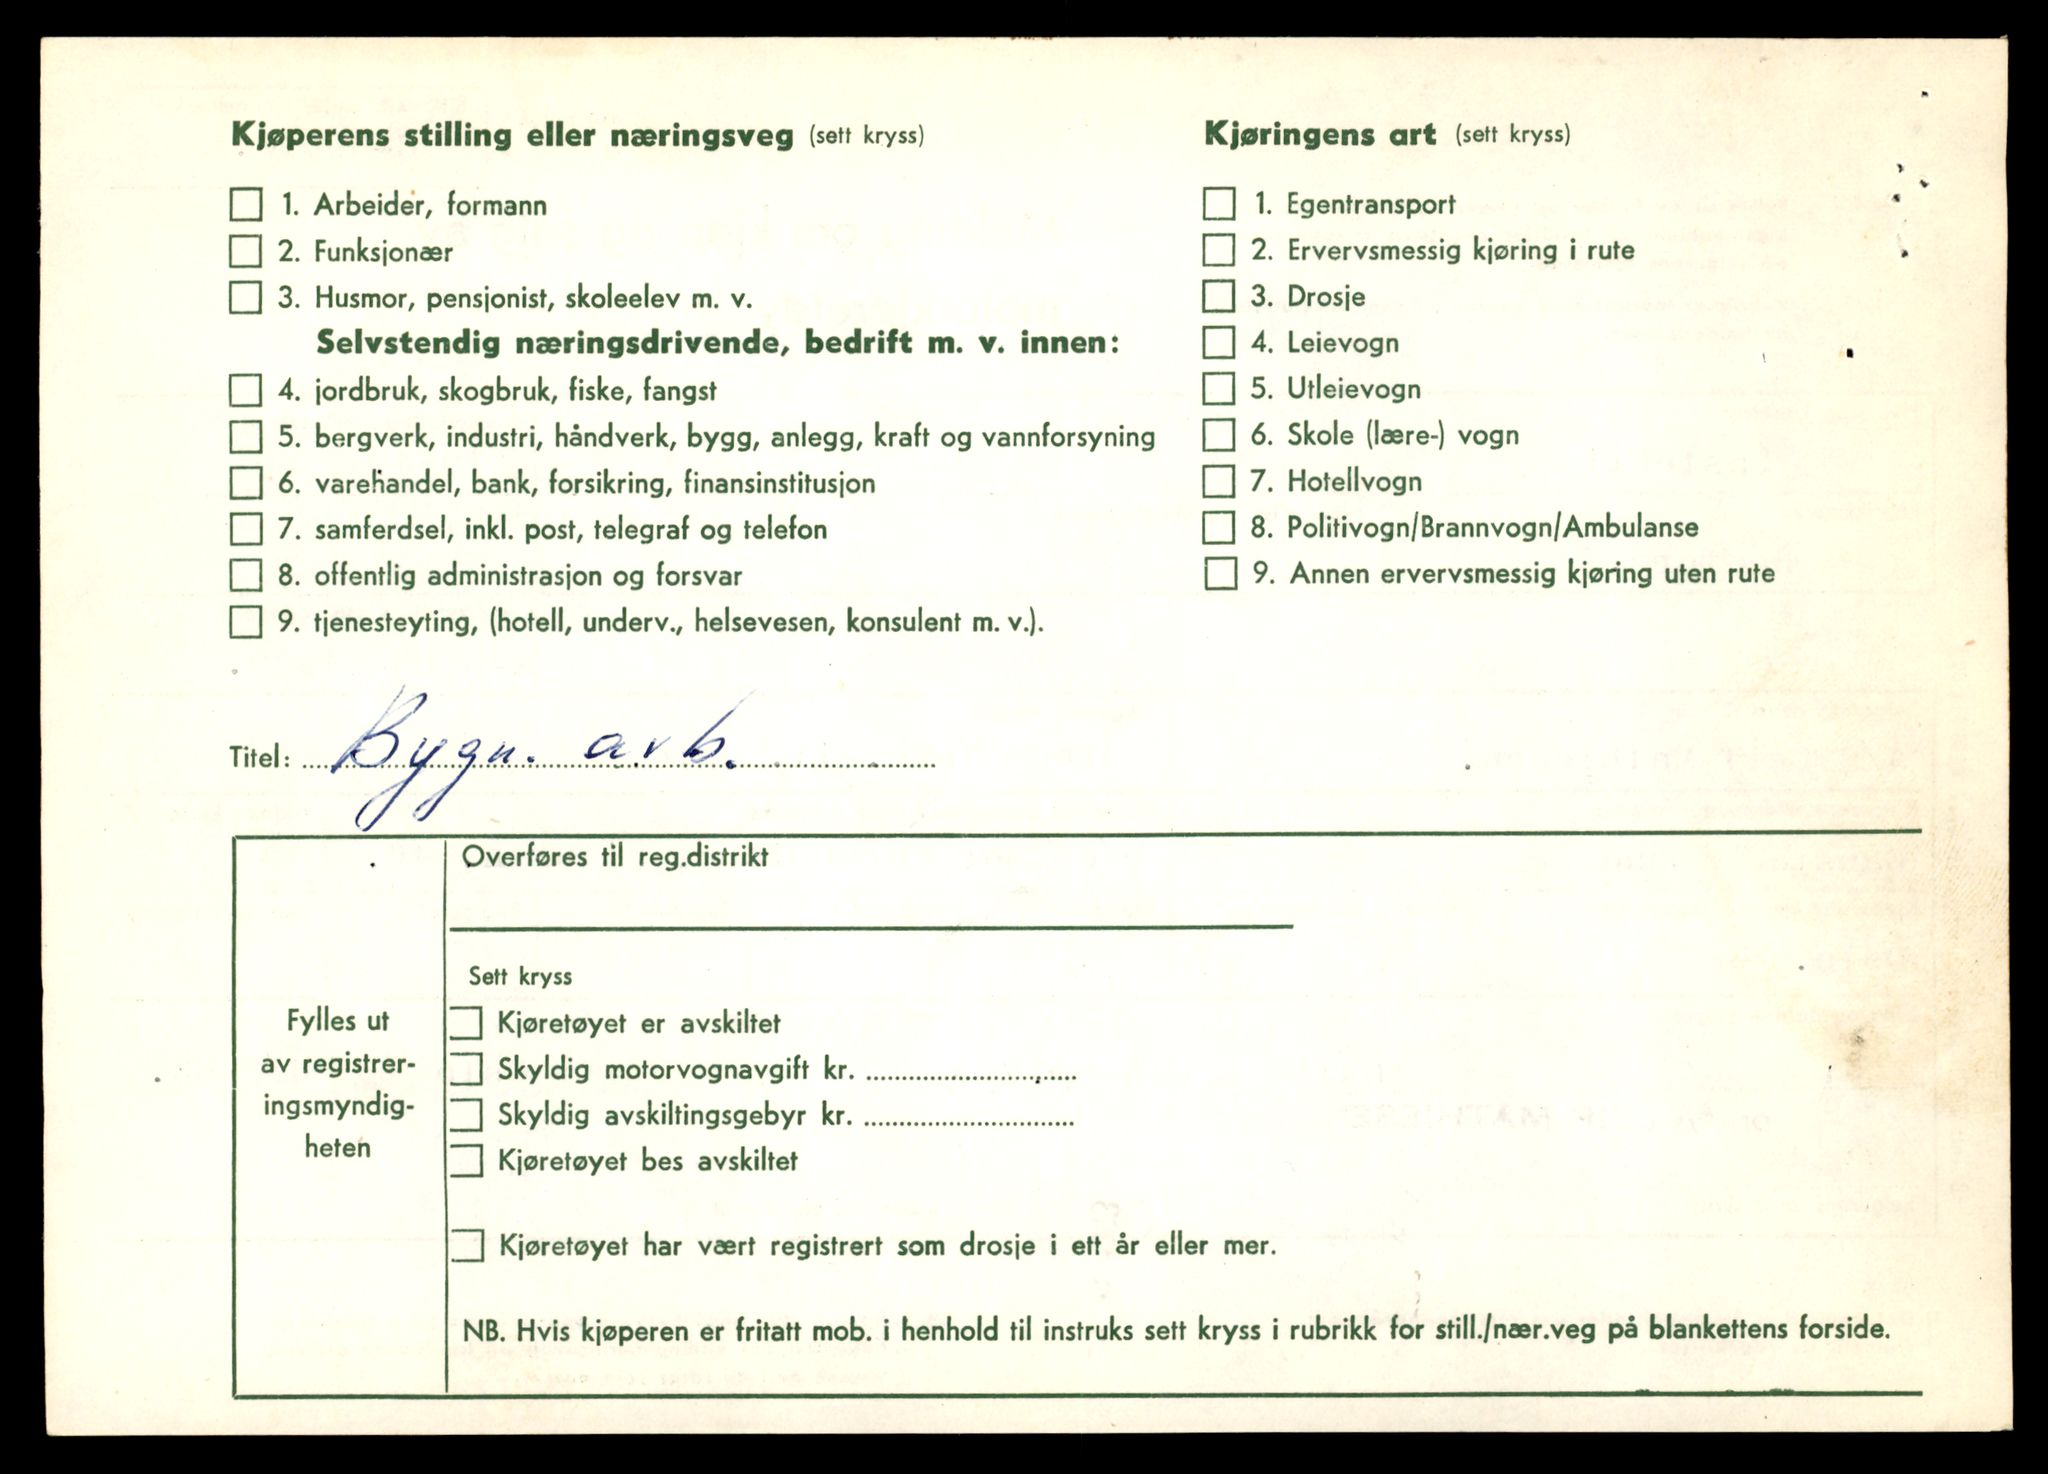 Kjøperens stilling eller næringsveg (sett kryss)
1. Arbeider, formann
2. Funksjonær
3. Husmor, pensjonist, skoleelev m. v.
Selvstendig næringsdrivende, bedrift m. v. innen:
4. jordbruk, skogbruk, fiske, fangst
5. bergverk, industri, håndverk, bygg, anlegg, kraft og vannforsyning
6. varehandel, bank, forsikring, finansinstitusjon
7. samferdsel, inkl. post, telegraf og telefon
8. offentlig administrasjon og forsvar
9. tjenesteyting, (hotell, underv., helsevesen, konsulent m. v.).
Kjøringens art (sett kryss)
1. Egentransport
2. Ervervsmessig kjøring i rute
3. Drosje
4. Leievogn
5. Utleievogn
6. Skole (lære-) vogn
7. Hotellvogn
8. Politivogn/Brannvogn/Ambulanse
9. Annen ervervsmessig kjøring uten rute
Titel: Bygn. arb.
Fylles ut
av registrer-
ingsmyndig-
heten
Overføres til reg.distrikt
Sett kryss
Kjøretøyet er avskiltet
Skyldig motorvognavgift kr.
Skyldig avskiltingsgebyr kr.
Kjøretøyet bes avskiltet
Kjøretøyet har vært registrert som drosje i ett år eller mer.
NB. Hvis kjøperen er fritatt mob. i henhold til instruks sett kryss i rubrikk for still./nær.veg på blankettens forside.